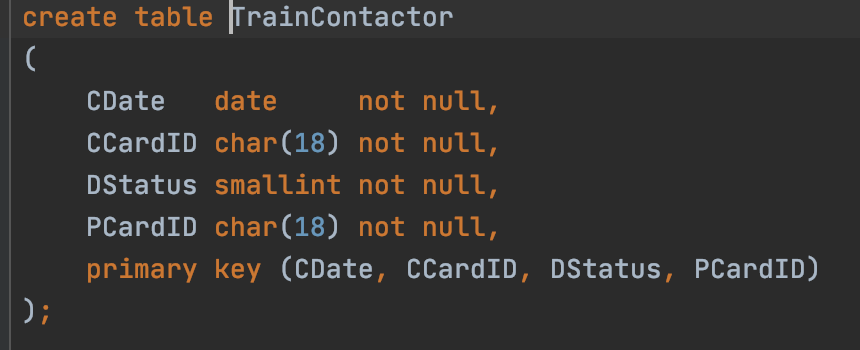 create table TrainContactor
(
    CDate   date     not null,
    CCardID char(18) not null,
    DStatus smallint not null,
    PCardID char(18) not null,
    primary key (CDate, CCardID, DStatus, PCardID)
);